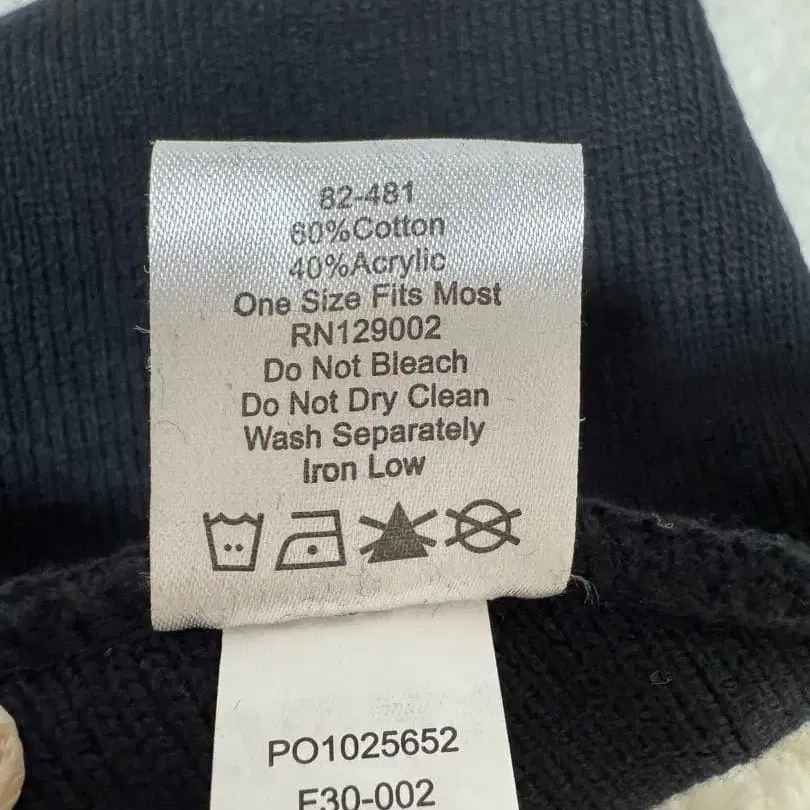 82-481
60%Cotton
40%Acrylic
One Size Fits Most
RN129002
Do Not Bleach
Do Not Dry Clean
Wash Separately
Iron Low
PO1025652
F30-002